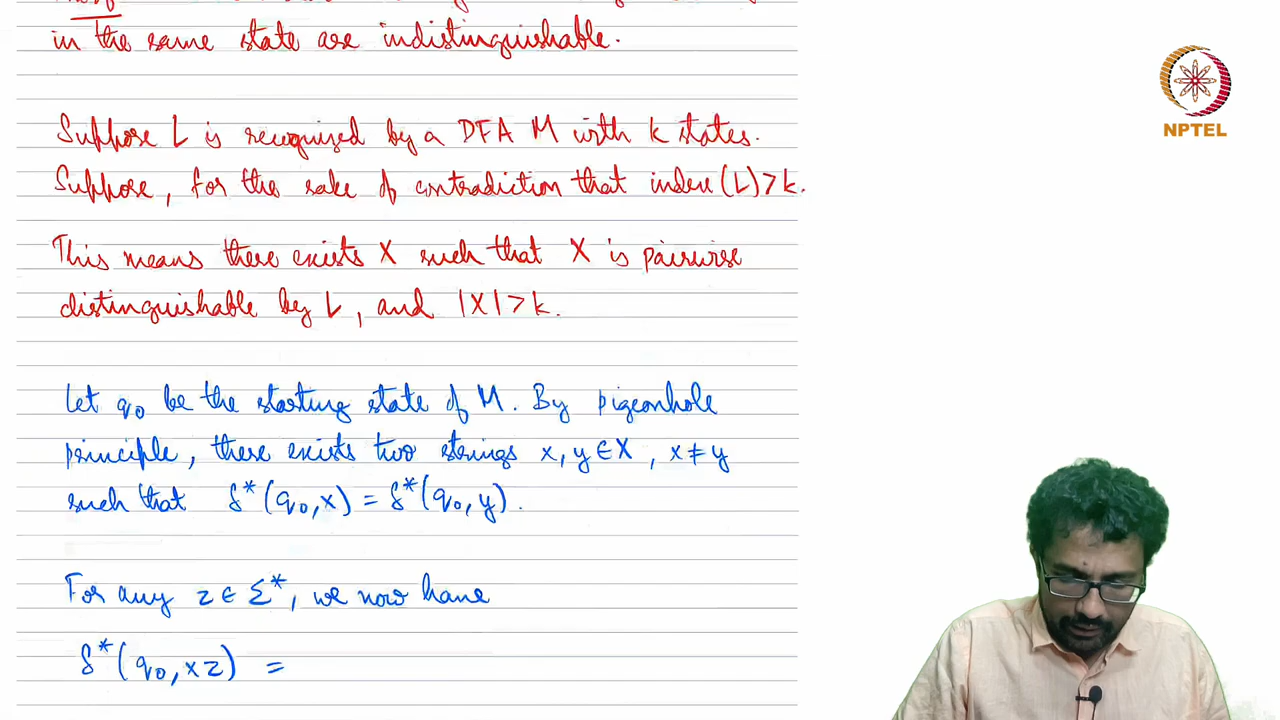 in the same state are indistinguishable.
Suppose L is recognized by a DFA M with k states.
Suppose, for the sake of contradiction that index (L) > k.
This means there exists X such that X is pairwise
distinguishable by L, and |X| > k.
Let q₀ be the starting state of M. By pigeonhole
principle, there exists two strings x, y ∈ X, x ≠ y
such that δ*(q₀, x) = δ*(q₀, y).
For any z ∈ Σ*, we now have
δ*(q₀, xz) =
NPTEL